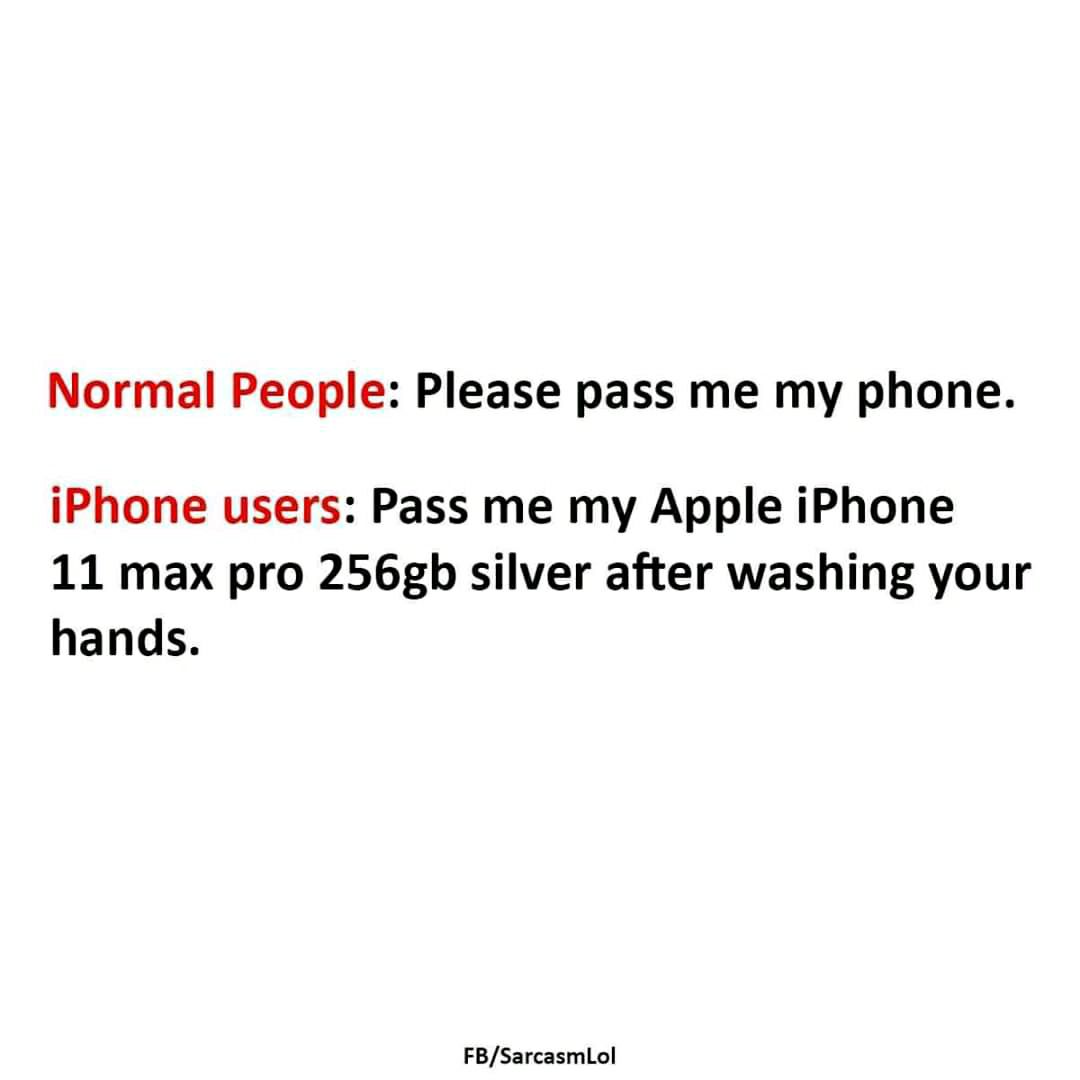 Normal People: Please pass me my phone.
iPhone users: Pass me my Apple iPhone
11 max pro 256gb silver after washing your
hands.
FB/SarcasmLol